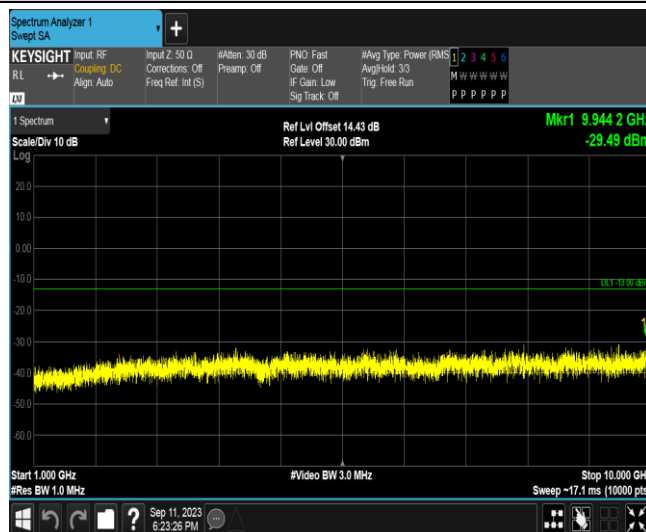 Spectrum Analyzer 1
Swept SA
+
KEYSIGHT
RL
LXI
Input: RF
Coupling: DC
Align: Auto
Input Z: 50 Ω
Corrections: Off
Freq Ref: Int (S)
#Atten: 30 dB
Preamp: Off
PNO: Fast
Gate: Off
IF Gain: Low
Sig Track: Off
#Avg Type: Power (RMS
Avg|Hold: 3/3
Trig: Free Run
1 2 3 4 5 6
M W W W W W
P P P P P P
1 Spectrum
Scale/Div 10 dB
Log
Ref Lvl Offset 14.43 dB
Ref Level 30.00 dBm
Mkr1 9.944 2 GHz
-29.49 dBm
20.0
10.0
0.00
-10.0
DL1 -13.00 dBm
-20.0
1
-30.0
-40.0
-50.0
-60.0
Start 1.000 GHz
#Res BW 1.0 MHz
#Video BW 3.0 MHz
Stop 10.000 GH
Sweep ~17.1 ms (10000 pts
?
Sep 11, 2023
6:23:26 PM